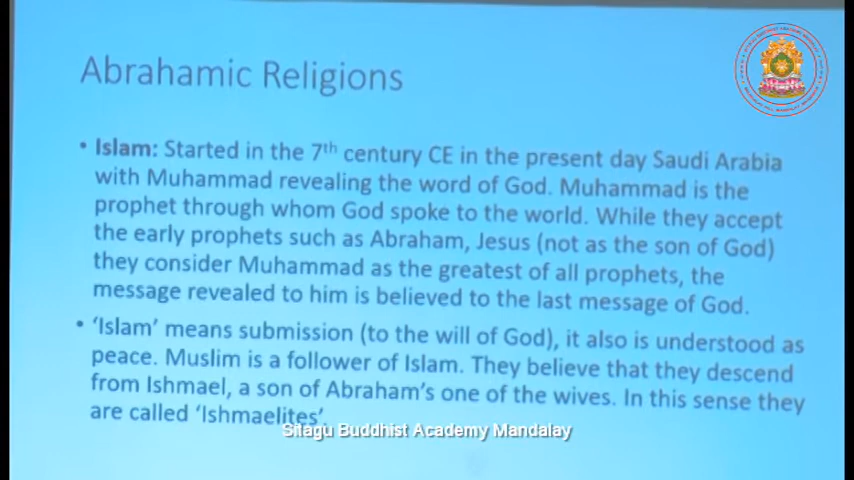 Abrahamic Religions
• Islam: Started in the 7th century CE in the present day Saudi Arabia
with Muhammad revealing the word of God. Muhammad is the
prophet through whom God spoke to the world. While they accept
the early prophets such as Abraham, Jesus (not as the son of God)
they consider Muhammad as the greatest of all prophets, the
message revealed to him is believed to the last message of God.
• ‘Islam’ means submission (to the will of God), it also is understood as
peace. Muslim is a follower of Islam. They believe that they descend
from Ishmael, a son of Abraham’s one of the wives. In this sense they
are called ‘Ishmaelites’.
Sitagu Buddhist Academy Mandalay